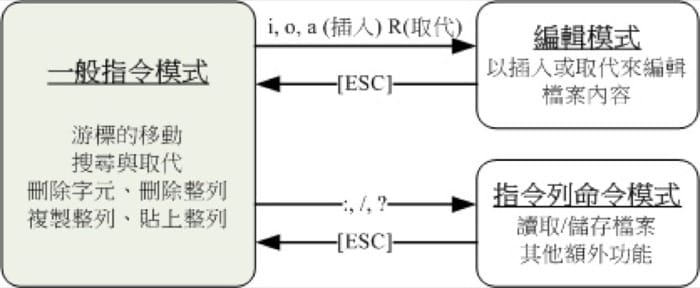 一般指令模式
游標的移動
搜尋與取代
刪除字元、刪除整列
複製整列、貼上整列
i, o, a (插入) R(取代)
[ESC]
編輯模式
以插入或取代來編輯
檔案內容
:, /, ?
[ESC]
指令列命令模式
讀取/儲存檔案
其他額外功能